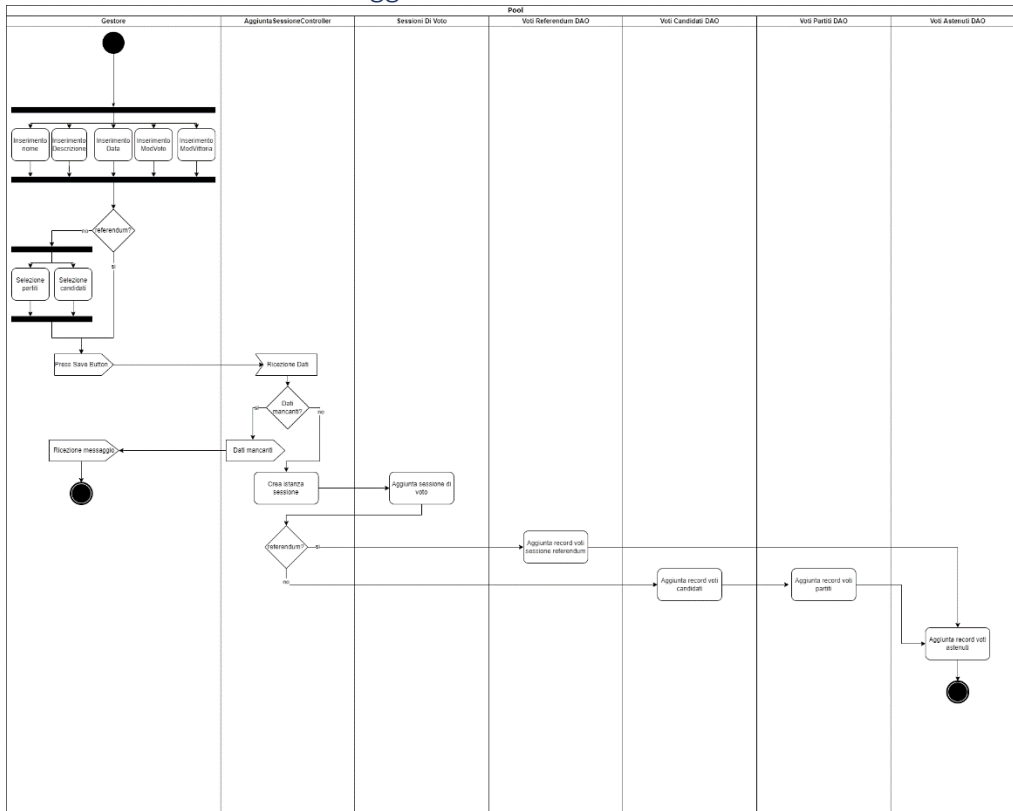 gg
Pool
Gestore
AggiuntaSessioneController
Sessioni Di Voto
Voti Referendum DAO
Voti Candidati DAO
Voti Partiti DAO
Voti Astenuti DAO
Inserimento
nome
Inserimento
Descrizione
Inserimento
Data
Inserimento
ModVoto
Inserimento
ModVittoria
referendum?
no
si
Selezione
partiti
Selezione
candidati
Press Save Button
Ricezione Dati
Dati
mancanti?
si
no
Ricezione messaggio
Dati mancanti
Crea istanza
sessione
Aggiunta sessione di
voto
referendum?
si
no
Aggiunta record voti
sessione referendum
Aggiunta record voti
candidati
Aggiunta record voti
partiti
Aggiunta record voti
astenuti